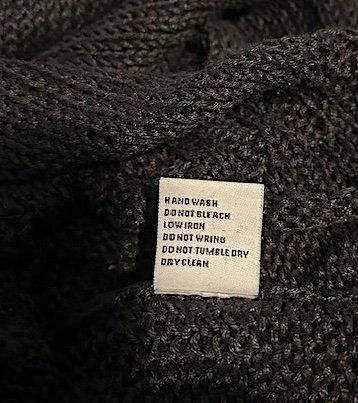 HAND WASH
DO NOT BLEACH
LOW IRON
DO NOT WRING
DO NOT TUMBLE DRY
DRY CLEAN